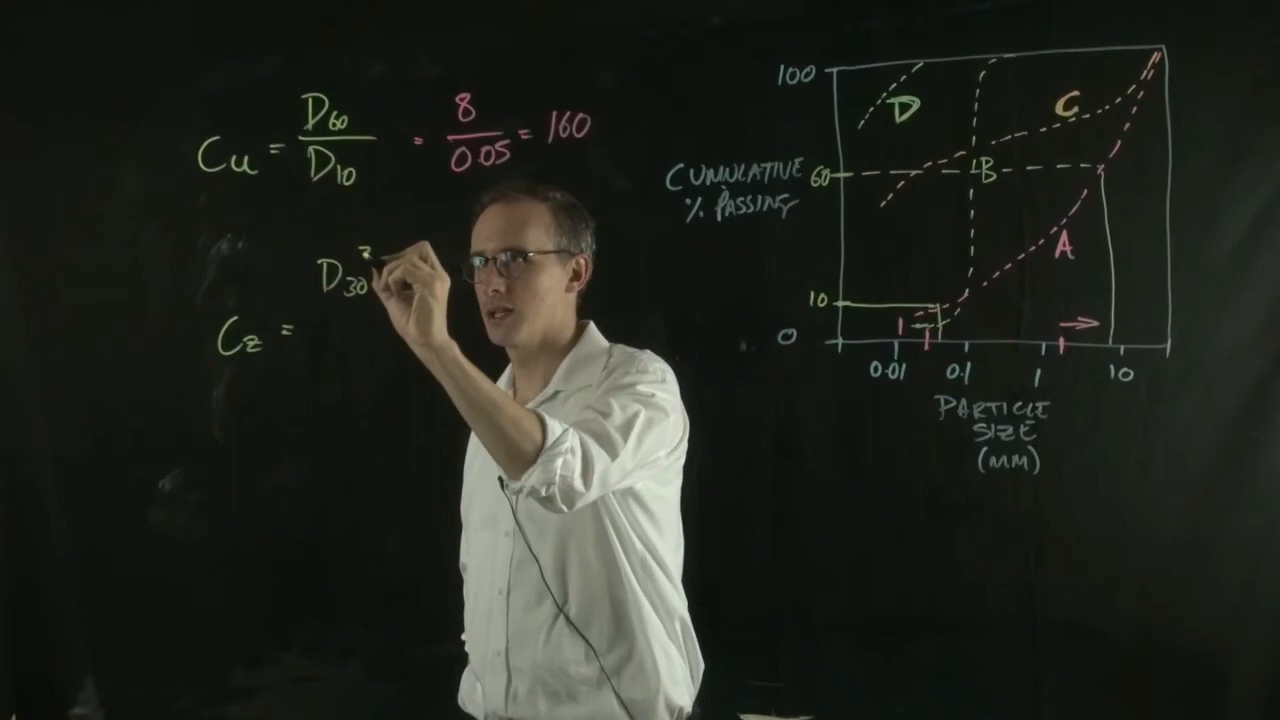 Cu = D60 / D10 = 8 / 0.05 = 160
D30²
Cz =
100
D
C
CUMULATIVE
% PASSING
60
B
A
10
0
0.01 0.1 1 10
PARTICLE
SIZE
(MM)